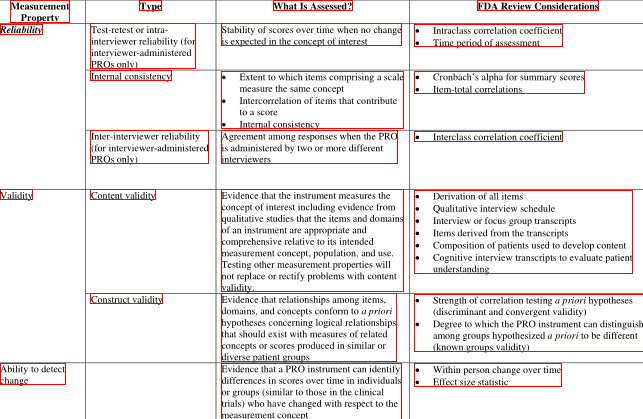 Measurement Property
Type
What Is Assessed?
FDA Review Considerations
Reliability
Test-retest or intra-
interviewer reliability (for
interviewer-administered
PROs only)
Stability of scores over time when no change
is expected in the concept of interest
• Intraclass correlation coefficient
• Time period of assessment
Internal consistency
• Extent to which items comprising a scale
measure the same concept
• Intercorrelation of items that contribute
to a score
• Internal consistency
• Cronbach's alpha for summary scores
• Item-total correlations
Inter-interviewer reliability
(for interviewer-administered
PROs only)
Agreement among responses when the PRO
is administered by two or more different
interviewers
• Interclass correlation coefficient
Validity
Content validity
Evidence that the instrument measures the
concept of interest including evidence from
qualitative studies that the items and domains
of an instrument are appropriate and
comprehensive relative to its intended
measurement concept, population, and use.
Testing other measurement properties will
not replace or rectify problems with content
validity.
• Derivation of all items
• Qualitative interview schedule
• Interview or focus group transcripts
• Items derived from the transcripts
• Composition of patients used to develop content
• Cognitive interview transcripts to evaluate patient
understanding
Construct validity
Evidence that relationships among items,
domains, and concepts conform to a priori
hypotheses concerning logical relationships
that should exist with measures of related
concepts or scores produced in similar or
diverse patient groups
• Strength of correlation testing a priori hypotheses
(discriminant and convergent validity)
• Degree to which the PRO instrument can distinguish
among groups hypothesized a priori to be different
(known groups validity)
Ability to detect
change
Evidence that a PRO instrument can identify
differences in scores over time in individuals
or groups (similar to those in the clinical
trials) who have changed with respect to the
measurement concept
• Within person change over time
• Effect size statistic